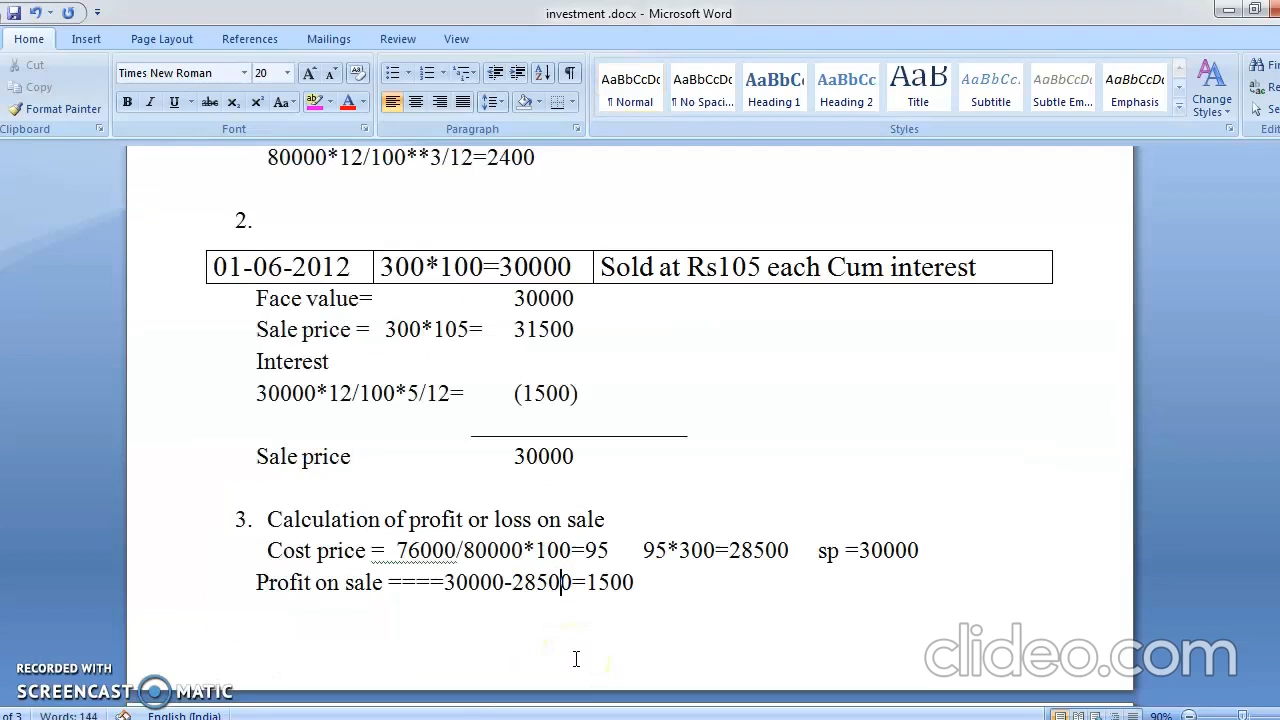 investment .docx - Microsoft Word
Home Insert Page Layout References Mailings Review View
Cut
Copy
Format Painter
Clipboard
Times New Roman 20
Font
Paragraph
AaBbCcDc AaBbCcDc AaBbCc AaBbCc AaB AaBbCc. AaBbCcDc AaBbCcDc
¶ Normal ¶ No Spaci... Heading 1 Heading 2 Title Subtitle Subtle Em... Emphasis
Change Styles
Styles
Fin
Re
Se
Edit
80000*12/100**3/12=2400
2.
01-06-2012 300*100=30000 Sold at Rs105 each Cum interest
Face value= 30000
Sale price = 300*105= 31500
Interest
30000*12/100*5/12= (1500)
Sale price 30000
3. Calculation of profit or loss on sale
Cost price = 76000/80000*100=95 95*300=28500 sp =30000
Profit on sale ====30000-28500=1500
clideo.com
RECORDED WITH
SCREENCAST MATIC
of 3 Words: 144 English (India) 90%